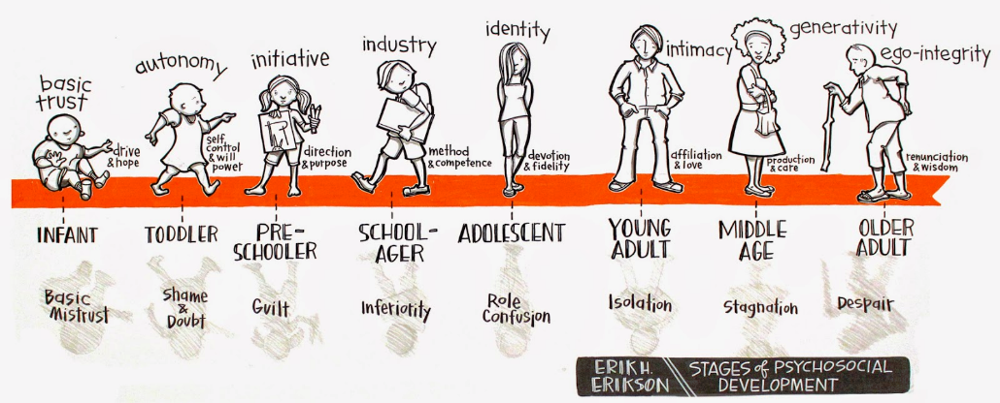 basic
trust
drive
& hope
autonomy
self
control
& will
power
initiative
direction
& purpose
industry
method
& competence
identity
devotion
& fidelity
intimacy
affiliation
& love
generativity
production
& care
ego-integrity
renunciation
& wisdom
INFANT
TODDLER
PRE-
SCHOOLER
SCHOOL-
AGER
ADOLESCENT
YOUNG
ADULT
MIDDLE
AGE
OLDER
ADULT
Basic
Mistrust
Shame
&
Doubt
Guilt
Inferiority
Role
Confusion
Isolation
Stagnation
Despair
ERIK H.
ERIKSON
STAGES of PSYCHOSOCIAL
DEVELOPMENT